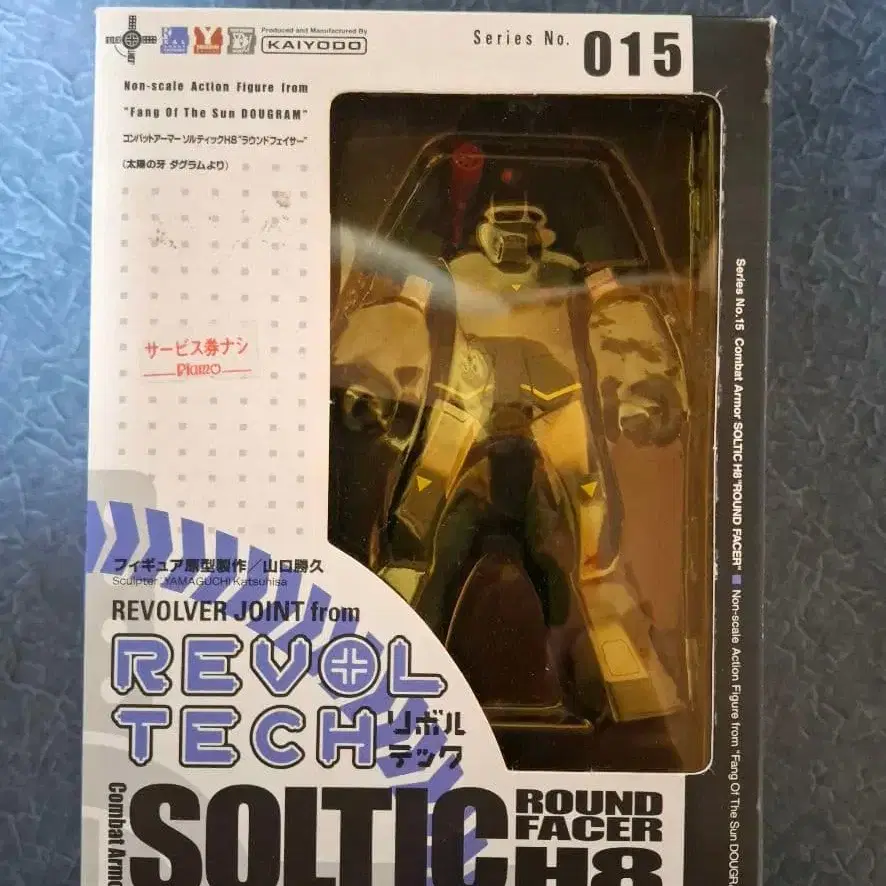 Produced and Manufactured By
KAIYODO
Series No. 015
Non-scale Action Figure from
"Fang Of The Sun DOUGRAM"
コンバットアーマー ソルティックH8"ラウンドフェイサー"
(太陽の牙 ダグラムより)
サービス券ナシ
Plamo
フィギュア原型製作／山口勝久
Sculpter YAMAGUCHI Katsuhisa
REVOLVER JOINT from
REVOL
TECH リボル
テック
Combat Armo
SOLTIC ROUND
FACER
H8
Series No.15 Combat Armor SOLTIC H8 "ROUND FACER" ■ Non-scale Action Figure from "Fang Of The Sun DOUGR